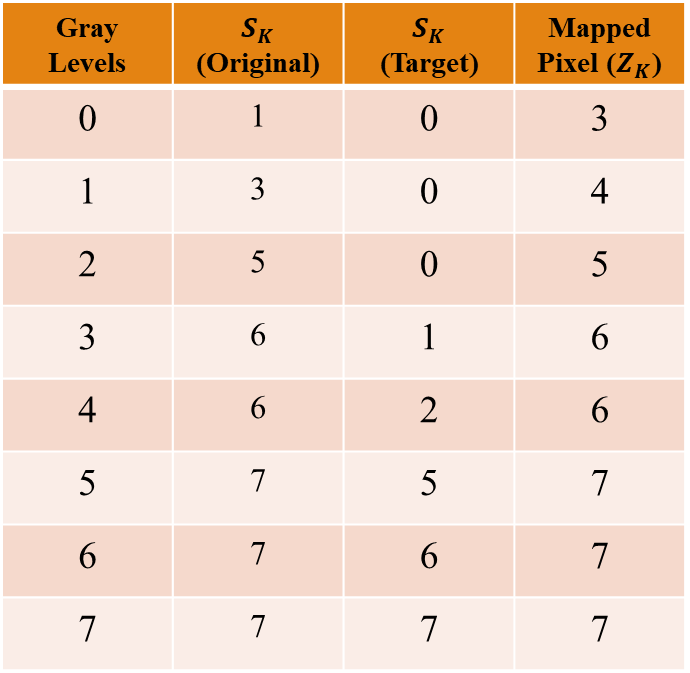 Gray Levels | S_K (Original) | S_K (Target) | Mapped Pixel (Z_K)
0 | 1 | 0 | 3
1 | 3 | 0 | 4
2 | 5 | 0 | 5
3 | 6 | 1 | 6
4 | 6 | 2 | 6
5 | 7 | 5 | 7
6 | 7 | 6 | 7
7 | 7 | 7 | 7